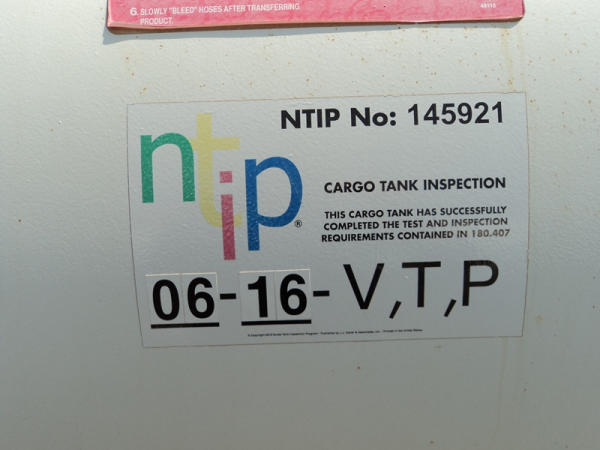 6. SLOWLY "BLEED" HOSES AFTER TRANSFERRING
PRODUCT.
ntip®
NTIP No: 145921
CARGO TANK INSPECTION
THIS CARGO TANK HAS SUCCESSFULLY
COMPLETED THE TEST AND INSPECTION
REQUIREMENTS CONTAINED IN 180.407
06-16-V,T,P